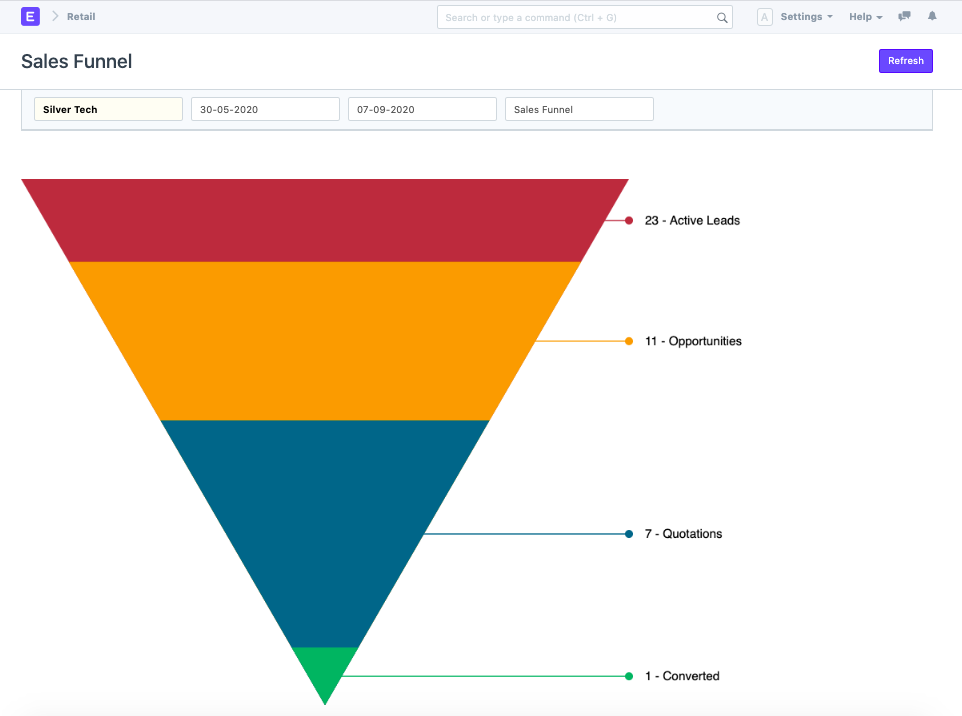 E Retail Search or type a command (Ctrl + G) A Settings Help
Sales Funnel Refresh
Silver Tech 30-05-2020 07-09-2020 Sales Funnel
23 - Active Leads
11 - Opportunities
7 - Quotations
1 - Converted